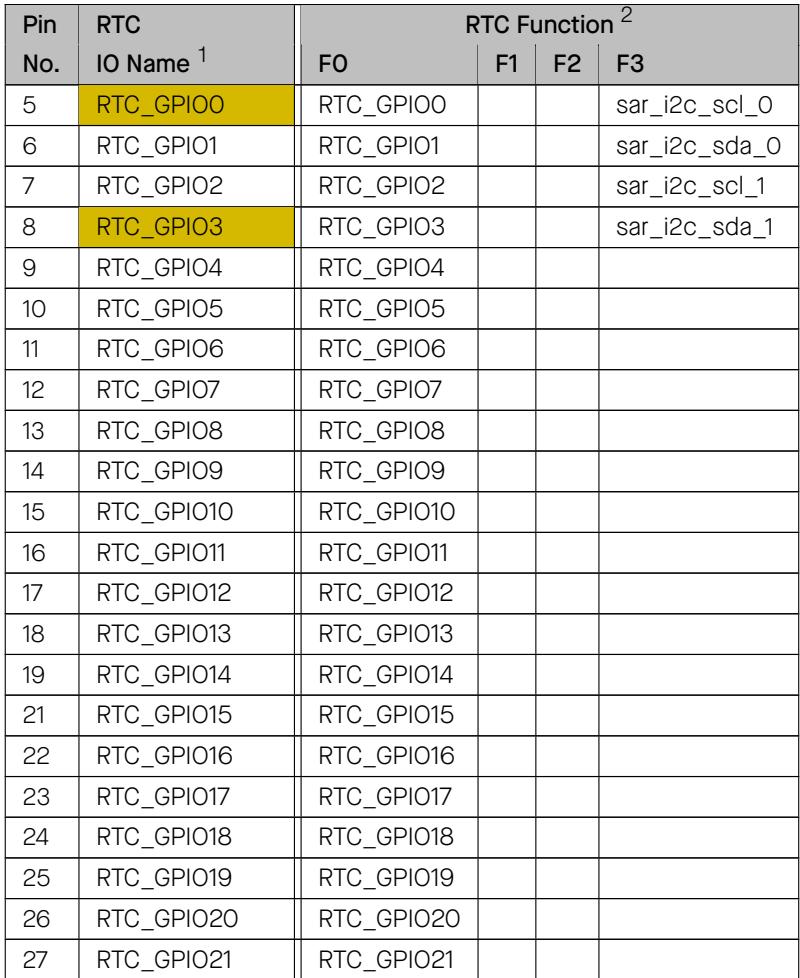 Pin RTC RTC Function 2
No. IO Name 1 F0 F1 F2 F3
5 RTC_GPIO0 RTC_GPIO0 sar_i2c_scl_0
6 RTC_GPIO1 RTC_GPIO1 sar_i2c_sda_0
7 RTC_GPIO2 RTC_GPIO2 sar_i2c_scl_1
8 RTC_GPIO3 RTC_GPIO3 sar_i2c_sda_1
9 RTC_GPIO4 RTC_GPIO4
10 RTC_GPIO5 RTC_GPIO5
11 RTC_GPIO6 RTC_GPIO6
12 RTC_GPIO7 RTC_GPIO7
13 RTC_GPIO8 RTC_GPIO8
14 RTC_GPIO9 RTC_GPIO9
15 RTC_GPIO10 RTC_GPIO10
16 RTC_GPIO11 RTC_GPIO11
17 RTC_GPIO12 RTC_GPIO12
18 RTC_GPIO13 RTC_GPIO13
19 RTC_GPIO14 RTC_GPIO14
21 RTC_GPIO15 RTC_GPIO15
22 RTC_GPIO16 RTC_GPIO16
23 RTC_GPIO17 RTC_GPIO17
24 RTC_GPIO18 RTC_GPIO18
25 RTC_GPIO19 RTC_GPIO19
26 RTC_GPIO20 RTC_GPIO20
27 RTC_GPIO21 RTC_GPIO21